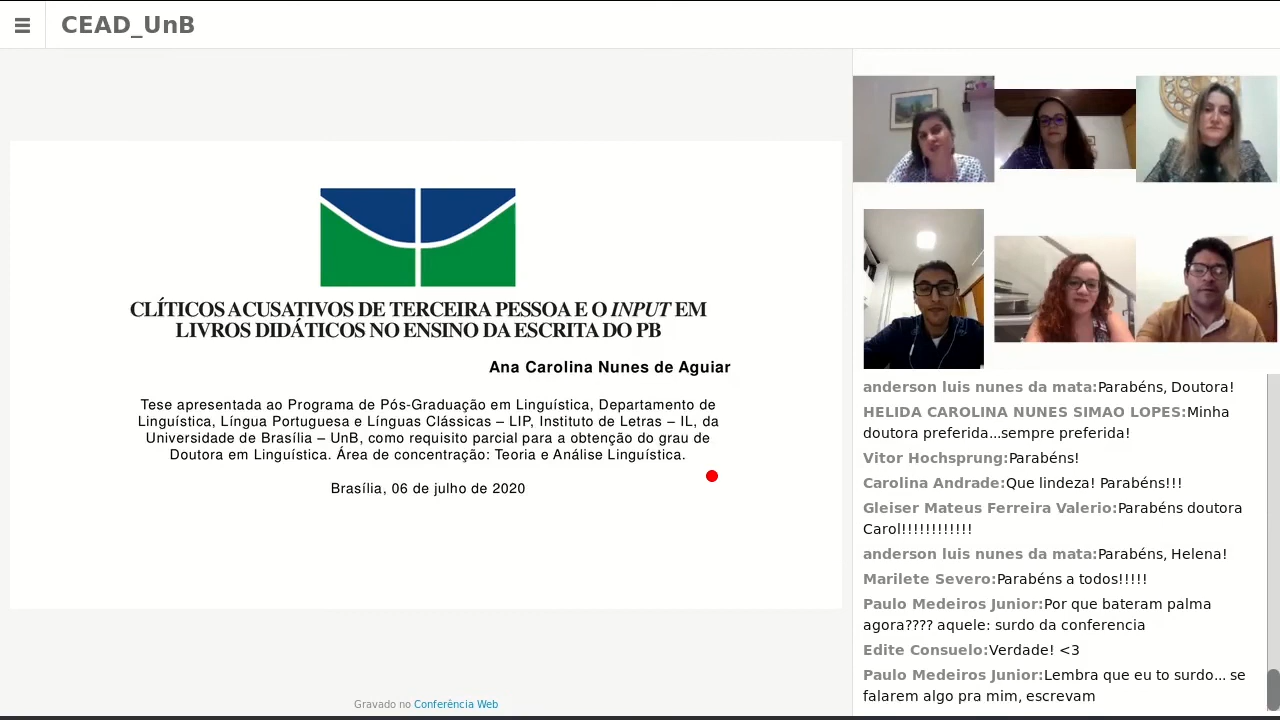 CEAD_UnB
CLÍTICOS ACUSATIVOS DE TERCEIRA PESSOA E O INPUT EM
LIVROS DIDÁTICOS NO ENSINO DA ESCRITA DO PB
Ana Carolina Nunes de Aguiar
Tese apresentada ao Programa de Pós-Graduação em Linguística, Departamento de
Linguística, Língua Portuguesa e Línguas Clássicas – LIP, Instituto de Letras – IL, da
Universidade de Brasília – UnB, como requisito parcial para a obtenção do grau de
Doutora em Linguística. Área de concentração: Teoria e Análise Linguística.
Brasília, 06 de julho de 2020
Gravado no Conferência Web
anderson luis nunes da mata:Parabéns, Doutora!
HELIDA CAROLINA NUNES SIMAO LOPES:Minha
doutora preferida...sempre preferida!
Vitor Hochsprung:Parabéns!
Carolina Andrade:Que lindeza! Parabéns!!!
Gleiser Mateus Ferreira Valerio:Parabéns doutora
Carol!!!!!!!!!!!!
anderson luis nunes da mata:Parabéns, Helena!
Marilete Severo:Parabéns a todos!!!!!
Paulo Medeiros Junior:Por que bateram palma
agora???? aquele: surdo da conferencia
Edite Consuelo:Verdade! <3
Paulo Medeiros Junior:Lembra que eu to surdo... se
falarem algo pra mim, escrevam